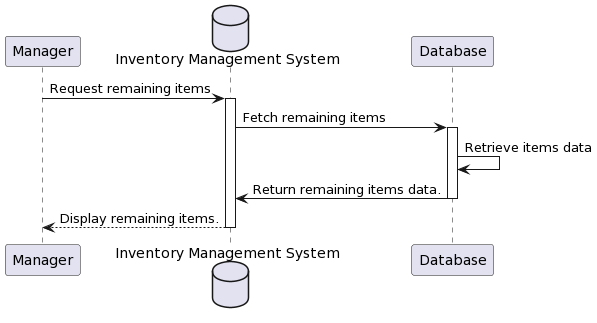 Manager
Inventory Management System
Database
Request remaining items
Fetch remaining items
Retrieve items data
Return remaining items data.
Display remaining items.
Manager
Inventory Management System
Database